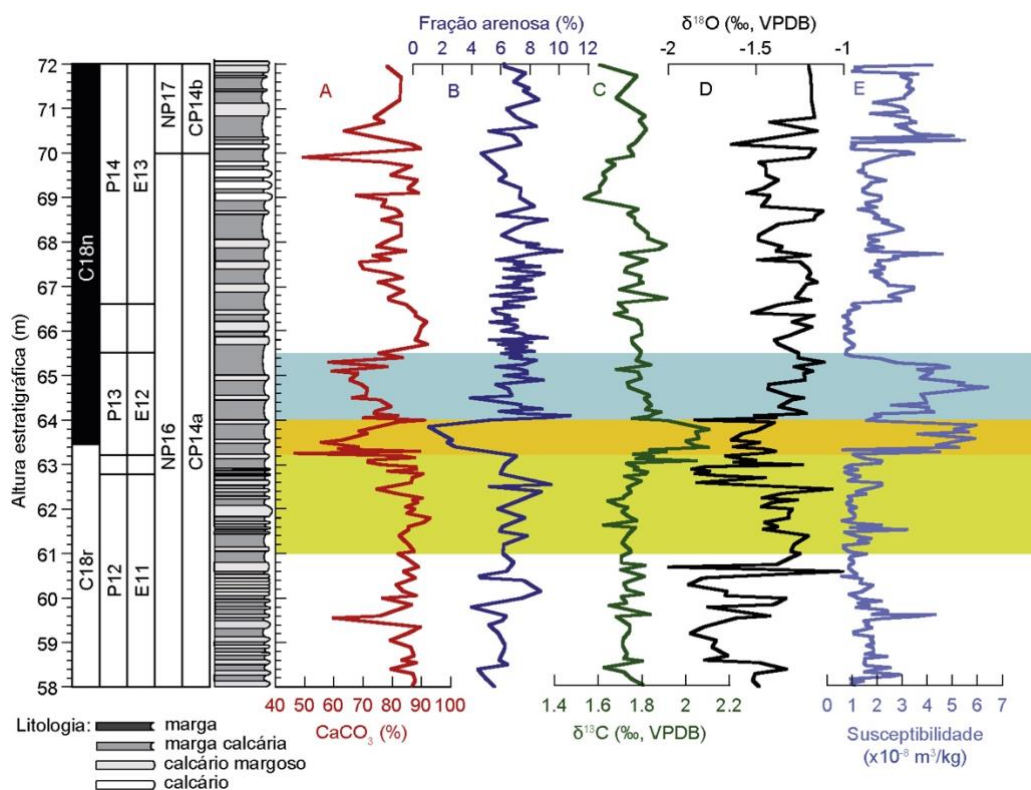 Fração arenosa (%)
0 2 4 6 8 10 12
δ¹⁸O (‰, VPDB)
-2 -1.5 -1
A
B
C
D
E
Altura estratigráfica (m)
72
71
70
69
68
67
66
65
64
63
62
61
60
59
58
C18n
C18r
P14
P13
P12
E13
E12
E11
NP17
NP16
CP14b
CP14a
40 50 60 70 80 90 100
CaCO₃ (%)
1.4 1.6 1.8 2 2.2
δ¹³C (‰, VPDB)
0 1 2 3 4 5 6 7
Susceptibilidade
(x10⁻⁸ m³/kg)
Litologia:
marga
marga calcária
calcário margoso
calcário